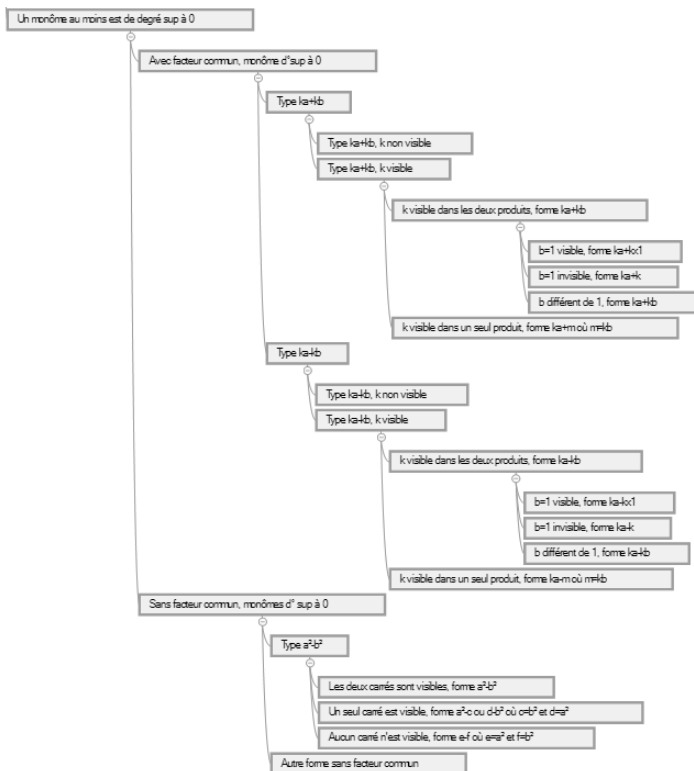 Un monôme au moins est de degré sup à 0
Avec facteur commun, monôme d°sup à 0
Type ka+kb
Type ka+kb, k non visible
Type ka+kb, k visible
k visible dans les deux produits, forme ka+kb
b=1 visible, forme ka+kx1
b=1 invisible, forme ka+k
b différent de 1, forme ka+kb
k visible dans un seul produit, forme ka+m où m=kb
Type ka-kb
Type ka-kb, k non visible
Type ka-kb, k visible
k visible dans les deux produits, forme ka-kb
b=1 visible, forme ka-kx1
b=1 invisible, forme ka-k
b différent de 1, forme ka-kb
k visible dans un seul produit, forme ka-m où m=kb
Sans facteur commun, monômes d° sup à 0
Type a²-b²
Les deux carrés sont visibles, forme a²-b²
Un seul carré est visible, forme a²-c ou d-b² où c=b² et d=a²
Aucun carré n'est visible, forme e-f où e=a² et f=b²
Autre forme sans facteur commun